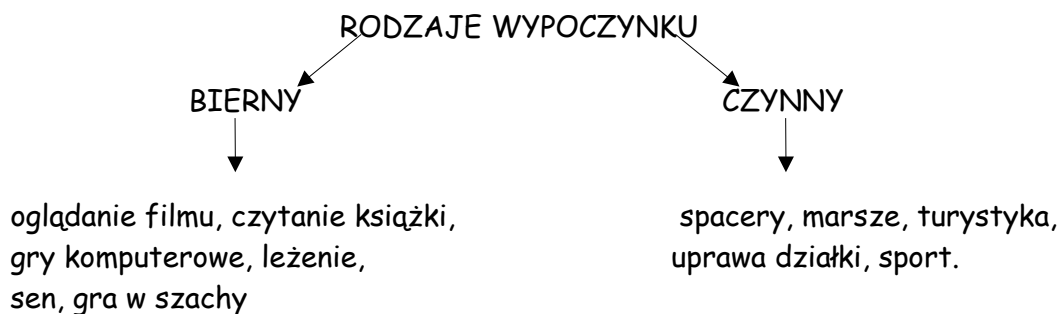 RODZAJE WYPOCZYNKU
BIERNY
CZYNNY
oglądanie filmu, czytanie książki,
gry komputerowe, leżenie,
sen, gra w szachy
spacery, marsze, turystyka,
uprawa działki, sport.